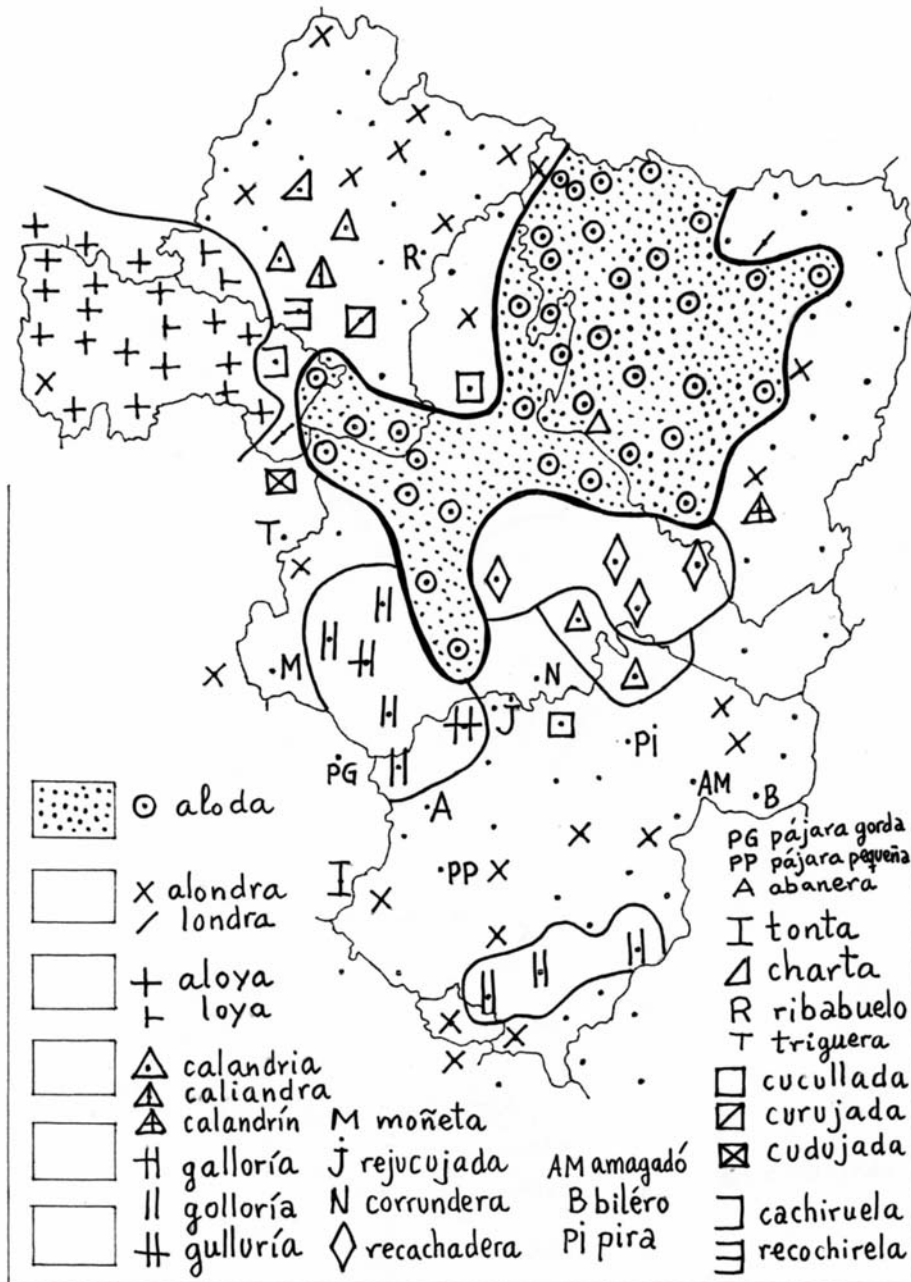 R
T
M
N
J
PG
Pi
AM
B
A
PP
I
aloda
alondra
londra
aloya
loya
calandria
caliandra
calandrín
galloría
golloría
gulluría
M moñeta
J rejucujada
N corrundera
recachadera
AM amagadó
B biléro
Pi pira
PG pájara gorda
PP pájara pequeña
A abanera
I tonta
charta
R ribabuelo
T triguera
cucullada
curujada
cudujada
cachiruela
recochirela